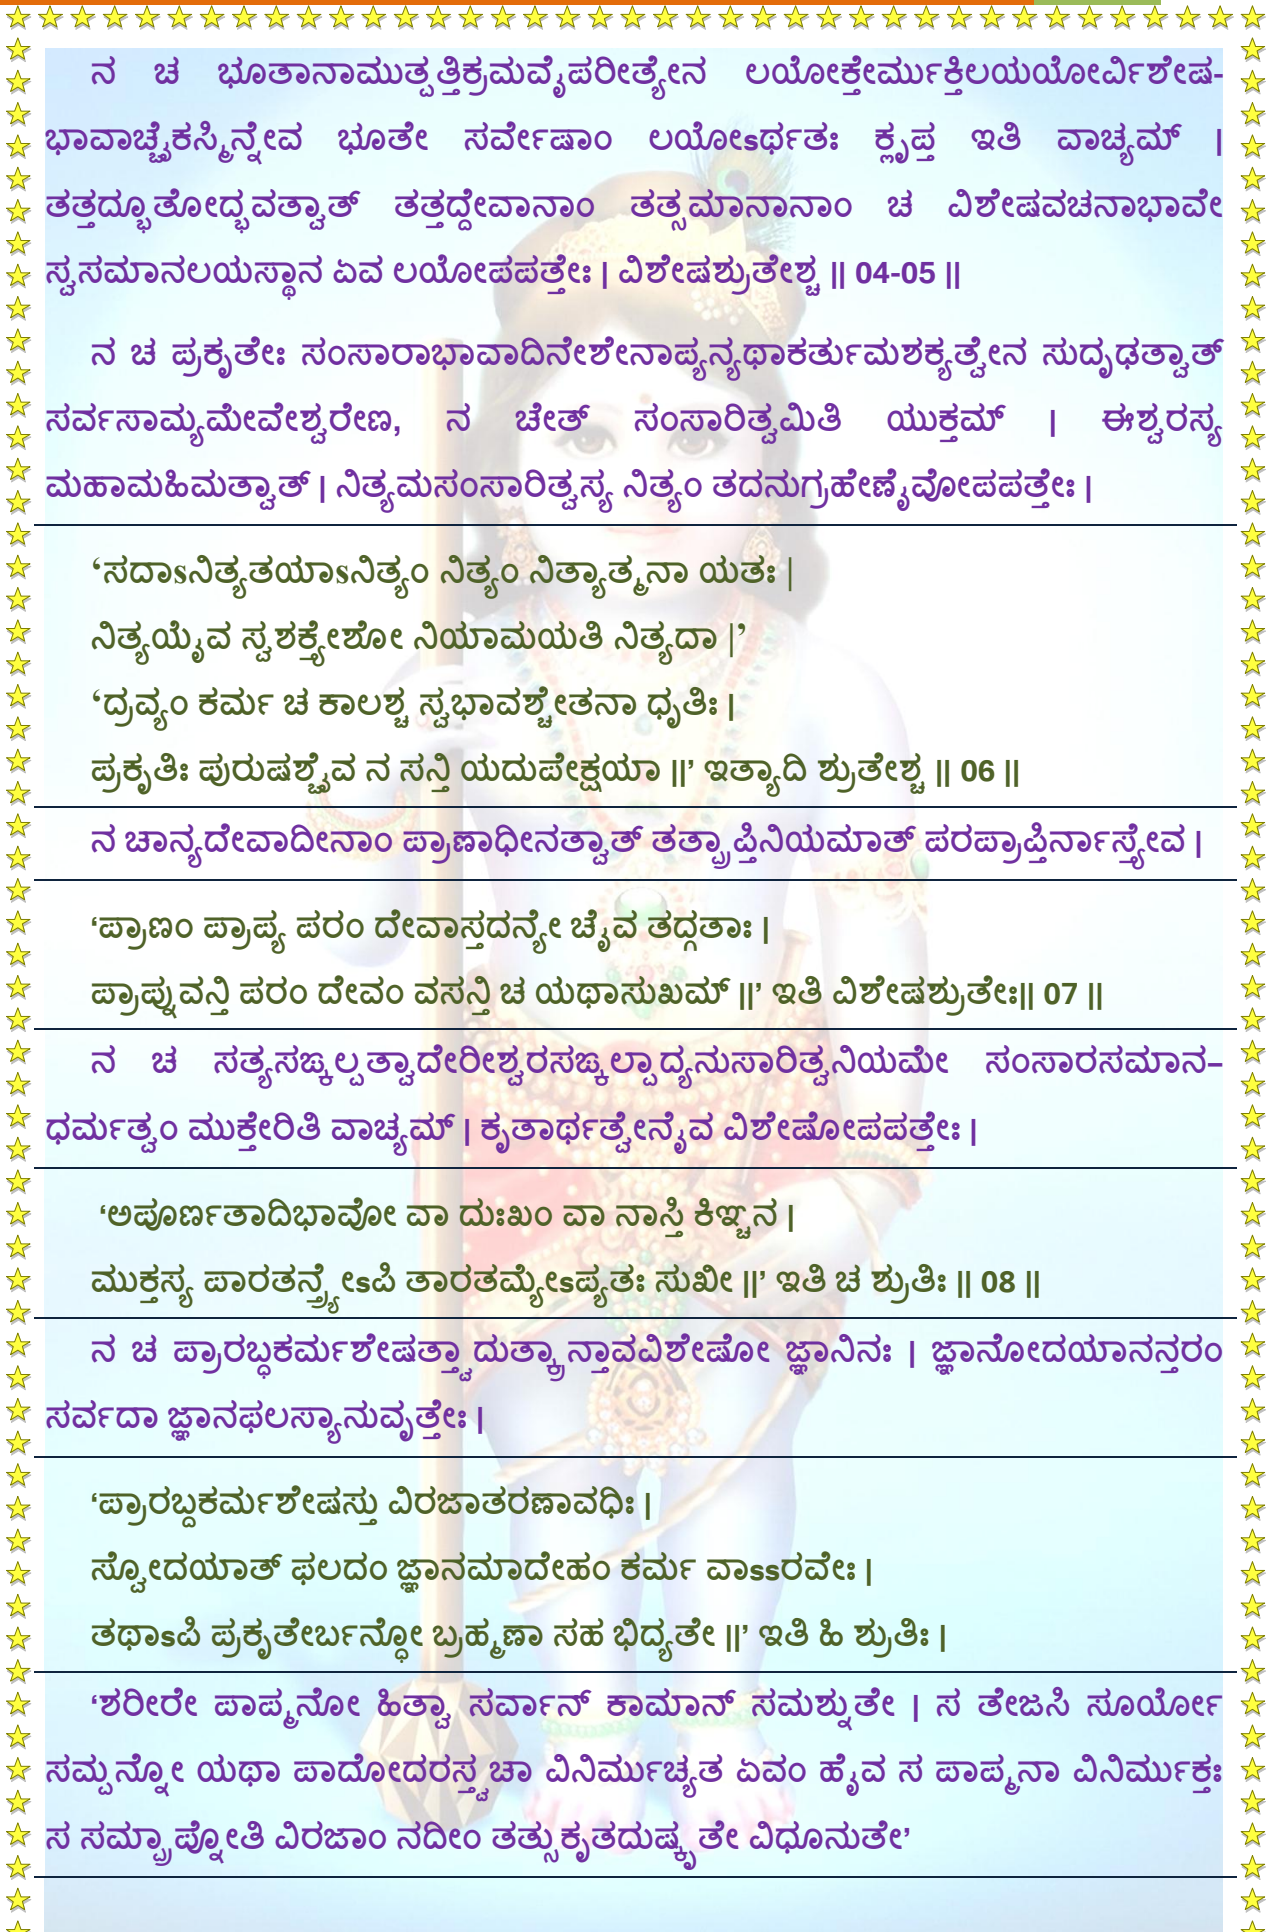 ನ ಚ ಭೂತಾನಾಮುತ್ಪತ್ತಿಕ್ರಮವೈಪರೀತ್ಯೇನ ಲಯೋಕ್ತೇರ್ಮುಕ್ತಿಲಯಯೋರ್ವಿಶೇಷ-
ಭಾವಾಚ್ಚೈಕಸ್ಮಿನ್ನೇವ ಭೂತೇ ಸರ್ವೇಷಾಂ ಲಯೋsರ್ಥತಃ ಕ್ಲೃಪ್ತ ಇತಿ ವಾಚ್ಯಮ್ |
ತತ್ತದ್ಭೂತೋದ್ಭವತ್ವಾತ್ ತತ್ತದ್ದೇವಾನಾಂ ತತ್ಸಮಾನಾನಾಂ ಚ ವಿಶೇಷವಚನಾಭಾವೇ
ಸ್ವಸಮಾನಲಯಸ್ಥಾನ ಏವ ಲಯೋಪಪತ್ತೇಃ | ವಿಶೇಷಶ್ರುತೇಶ್ಚ || 04-05 ||
ನ ಚ ಪ್ರಕೃತೇಃ ಸಂಸಾರಾಭಾವಾದಿನೇಶೇನಾಪ್ಯನ್ಯಥಾಕರ್ತುಮಶಕ್ಯತ್ವೇನ ಸುದೃಢತ್ವಾತ್
ಸರ್ವಸಾಮ್ಯಮೇವೇಶ್ವರೇಣ, ನ ಚೇತ್ ಸಂಸಾರಿತ್ವಮಿತಿ ಯುಕ್ತಮ್ | ಈಶ್ವರಸ್ಯ
ಮಹಾಮಹಿಮತ್ವಾತ್ | ನಿತ್ಯಮಸಂಸಾರಿತ್ವಸ್ಯ ನಿತ್ಯಂ ತದನುಗ್ರಹೇಣೈವೋಪಪತ್ತೇಃ |
‘ಸದಾsನಿತ್ಯತಯಾsನಿತ್ಯಂ ನಿತ್ಯಂ ನಿತ್ಯಾತ್ಮನಾ ಯತಃ |
ನಿತ್ಯಯೈವ ಸ್ವಶಕ್ತ್ಯೇಶೋ ನಿಯಾಮಯತಿ ನಿತ್ಯದಾ |’
‘ದ್ರವ್ಯಂ ಕರ್ಮ ಚ ಕಾಲಶ್ಚ ಸ್ವಭಾವಶ್ಚೇತನಾ ಧೃತಿಃ |
ಪ್ರಕೃತಿಃ ಪುರುಷಶ್ಚೈವ ನ ಸನ್ತಿ ಯದುಪೇಕ್ಷಯಾ ||’ ಇತ್ಯಾದಿ ಶ್ರುತೇಶ್ಚ || 06 ||
ನ ಚಾನ್ಯದೇವಾದೀನಾಂ ಪ್ರಾಣಾಧೀನತ್ವಾತ್ ತತ್ಪ್ರಾಪ್ತಿನಿಯಮಾತ್ ಪರಪ್ರಾಪ್ತಿರ್ನಾಸ್ತ್ಯೇವ |
‘ಪ್ರಾಣಂ ಪ್ರಾಪ್ಯ ಪರಂ ದೇವಾಸ್ತದನ್ಯೇ ಚೈವ ತದ್ಗತಾಃ |
ಪ್ರಾಪ್ನುವನ್ತಿ ಪರಂ ದೇವಂ ವಸನ್ತಿ ಚ ಯಥಾಸುಖಮ್ ||’ ಇತಿ ವಿಶೇಷಶ್ರುತೇಃ|| 07 ||
ನ ಚ ಸತ್ಯಸಙ್ಕಲ್ಪತ್ವಾದೇರೀಶ್ವರಸಙ್ಕಲ್ಪಾದ್ಯನುಸಾರಿತ್ವನಿಯಮೇ ಸಂಸಾರಸಮಾನ–
ಧರ್ಮತ್ವಂ ಮುಕ್ತೇರಿತಿ ವಾಚ್ಯಮ್ | ಕೃತಾರ್ಥತ್ವೇನೈವ ವಿಶೇಷೋಪಪತ್ತೇಃ |
‘ಅಪೂರ್ಣತಾದಿಭಾವೋ ವಾ ದುಃಖಂ ವಾ ನಾಸ್ತಿ ಕಿಞ್ಚನ |
ಮುಕ್ತಸ್ಯ ಪಾರತನ್ತ್ರ್ಯೇsಪಿ ತಾರತಮ್ಯೇsಪ್ಯತಃ ಸುಖೀ ||’ ಇತಿ ಚ ಶ್ರುತಿಃ || 08 ||
ನ ಚ ಪ್ರಾರಬ್ಧಕರ್ಮಶೇಷತ್ತ್ವಾದುತ್ಕ್ರಾನ್ತಾವವಿಶೇಷೋ ಜ್ಞಾನಿನಃ | ಜ್ಞಾನೋದಯಾನನ್ತರಂ
ಸರ್ವದಾ ಜ್ಞಾನಫಲಸ್ಯಾನುವೃತ್ತೇಃ |
‘ಪ್ರಾರಬ್ದಕರ್ಮಶೇಷಸ್ತು ವಿರಜಾತರಣಾವಧಿಃ |
ಸ್ವೋದಯಾತ್ ಫಲದಂ ಜ್ಞಾನಮಾದೇಹಂ ಕರ್ಮ ವಾssರವೇಃ |
ತಥಾsಪಿ ಪ್ರಕೃತೇರ್ಬನ್ಧೋ ಬ್ರಹ್ಮಣಾ ಸಹ ಭಿದ್ಯತೇ ||’ ಇತಿ ಹಿ ಶ್ರುತಿಃ |
‘ಶರೀರೇ ಪಾಪ್ಮನೋ ಹಿತ್ವಾ ಸರ್ವಾನ್ ಕಾಮಾನ್ ಸಮಶ್ನುತೇ | ಸ ತೇಜಸಿ ಸೂರ್ಯೋ
ಸಮ್ಪನ್ನೋ ಯಥಾ ಪಾದೋದರಸ್ತ್ವಚಾ ವಿನಿರ್ಮುಚ್ಯತ ಏವಂ ಹೈವ ಸ ಪಾಪ್ಮನಾ ವಿನಿರ್ಮುಕ್ತಃ
ಸ ಸಮ್ಪ್ರಾಪ್ನೋತಿ ವಿರಜಾಂ ನದೀಂ ತತ್ಸುಕೃತದುಷ್ಕೃತೇ ವಿಧೂನುತೇ’